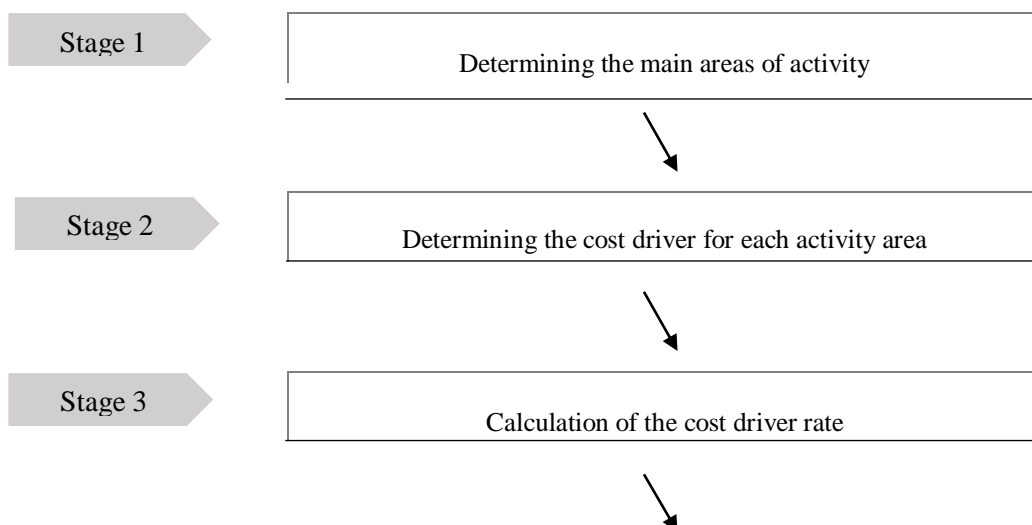 Stage 1
Determining the main areas of activity
Stage 2
Determining the cost driver for each activity area
Stage 3
Calculation of the cost driver rate